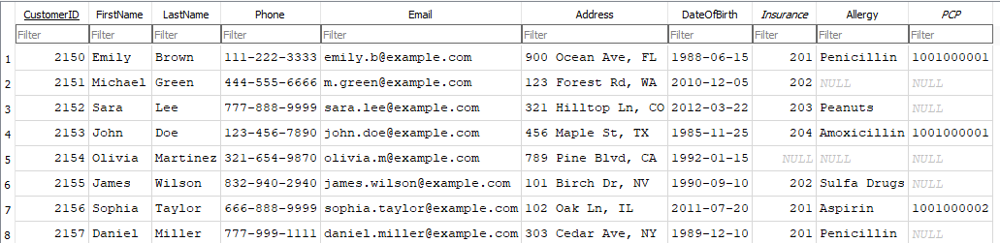 CustomerID FirstName LastName Phone Email Address DateOfBirth Insurance Allergy PCP
Filter Filter Filter Filter Filter Filter Filter Filter Filter Filter
1 2150 Emily Brown 111-222-3333 emily.b@example.com 900 Ocean Ave, FL 1988-06-15 201 Penicillin 1001000001
2 2151 Michael Green 444-555-6666 m.green@example.com 123 Forest Rd, WA 2010-12-05 202 NULL NULL
3 2152 Sara Lee 777-888-9999 sara.lee@example.com 321 Hilltop Ln, CO 2012-03-22 203 Peanuts NULL
4 2153 John Doe 123-456-7890 john.doe@example.com 456 Maple St, TX 1985-11-25 204 Amoxicillin 1001000001
5 2154 Olivia Martinez 321-654-9870 olivia.m@example.com 789 Pine Blvd, CA 1992-01-15 NULL NULL NULL
6 2155 James Wilson 832-940-2940 james.wilson@example.com 101 Birch Dr, NV 1990-09-10 202 Sulfa Drugs NULL
7 2156 Sophia Taylor 666-888-9999 sophia.taylor@example.com 102 Oak Ln, IL 2011-07-20 201 Aspirin 1001000002
8 2157 Daniel Miller 777-999-1111 daniel.miller@example.com 303 Cedar Ave, NY 1989-12-10 201 Penicillin NULL